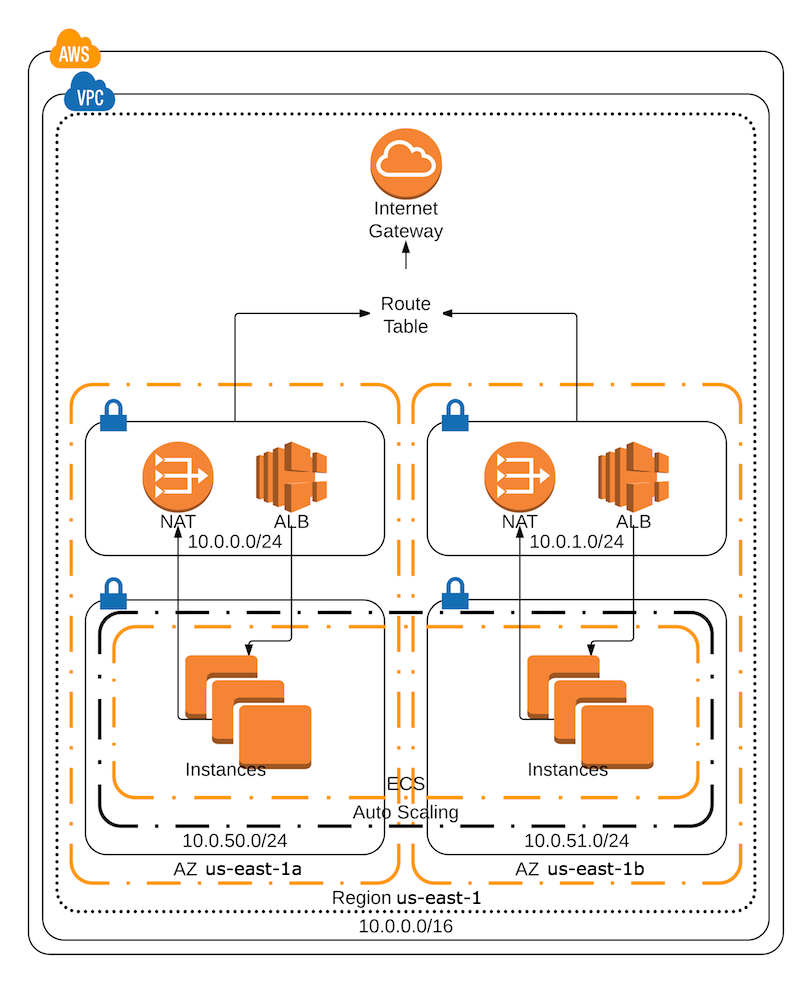 AWS
VPC
Internet
Gateway
Route
Table
NAT
ALB
10.0.0.0/24
NAT
ALB
10.0.1.0/24
Instances
Instances
ECS
Auto Scaling
10.0.50.0/24
10.0.51.0/24
AZ us-east-1a
AZ us-east-1b
Region us-east-1
10.0.0.0/16